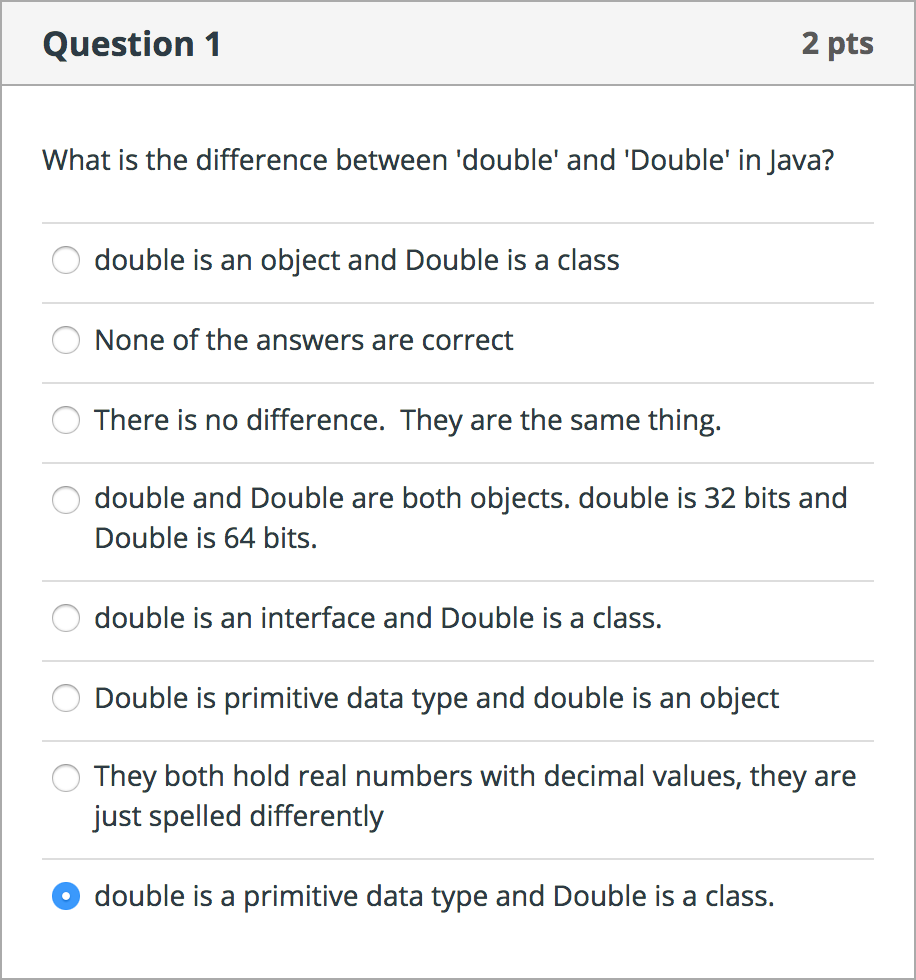 Question 1
2 pts
What is the difference between 'double' and 'Double' in Java?
double is an object and Double is a class
None of the answers are correct
There is no difference.  They are the same thing.
double and Double are both objects. double is 32 bits and
Double is 64 bits.
double is an interface and Double is a class.
Double is primitive data type and double is an object
They both hold real numbers with decimal values, they are
just spelled differently
double is a primitive data type and Double is a class.